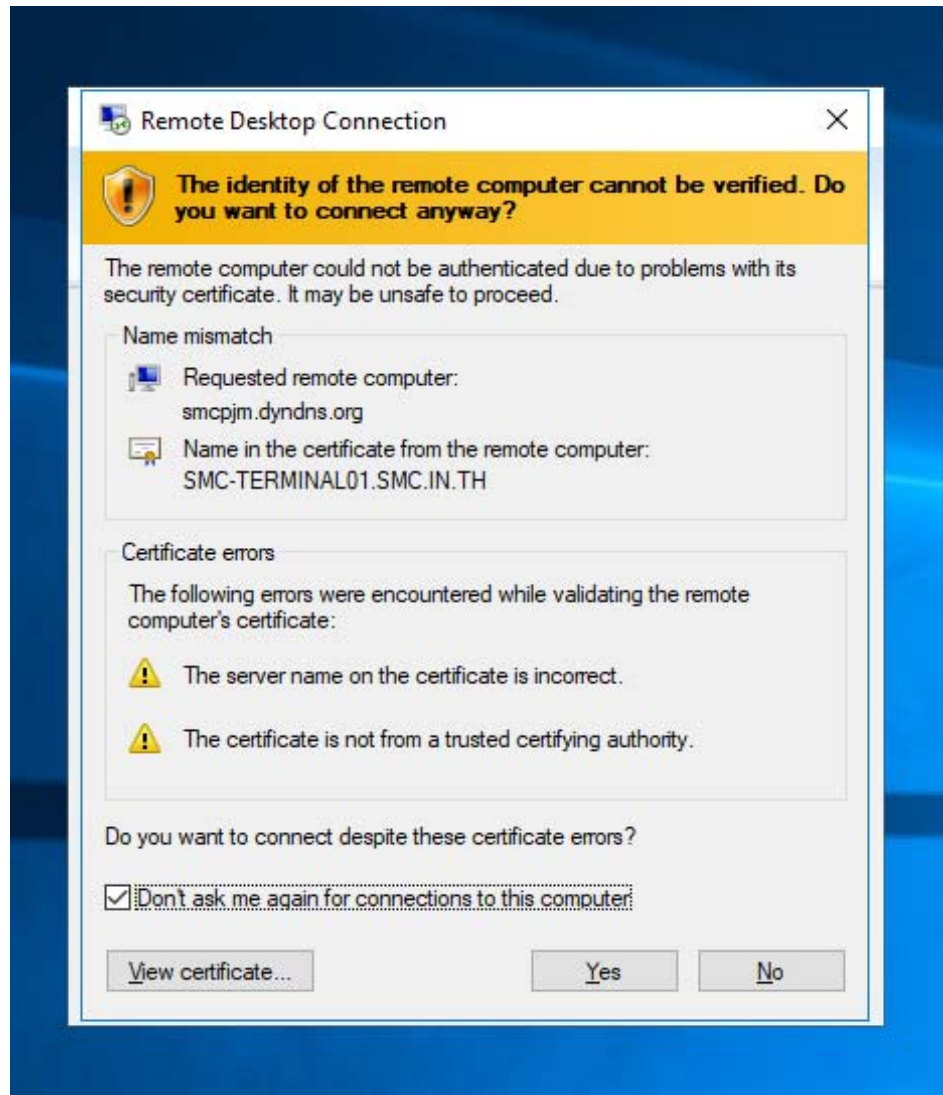 Remote Desktop Connection
The identity of the remote computer cannot be verified. Do
you want to connect anyway?
The remote computer could not be authenticated due to problems with its
security certificate. It may be unsafe to proceed.
Name mismatch
Requested remote computer:
smcpjm.dyndns.org
Name in the certificate from the remote computer:
SMC-TERMINAL01.SMC.IN.TH
Certificate errors
The following errors were encountered while validating the remote
computer's certificate:
The server name on the certificate is incorrect.
The certificate is not from a trusted certifying authority.
Do you want to connect despite these certificate errors?
Don't ask me again for connections to this computer
View certificate...
Yes
No